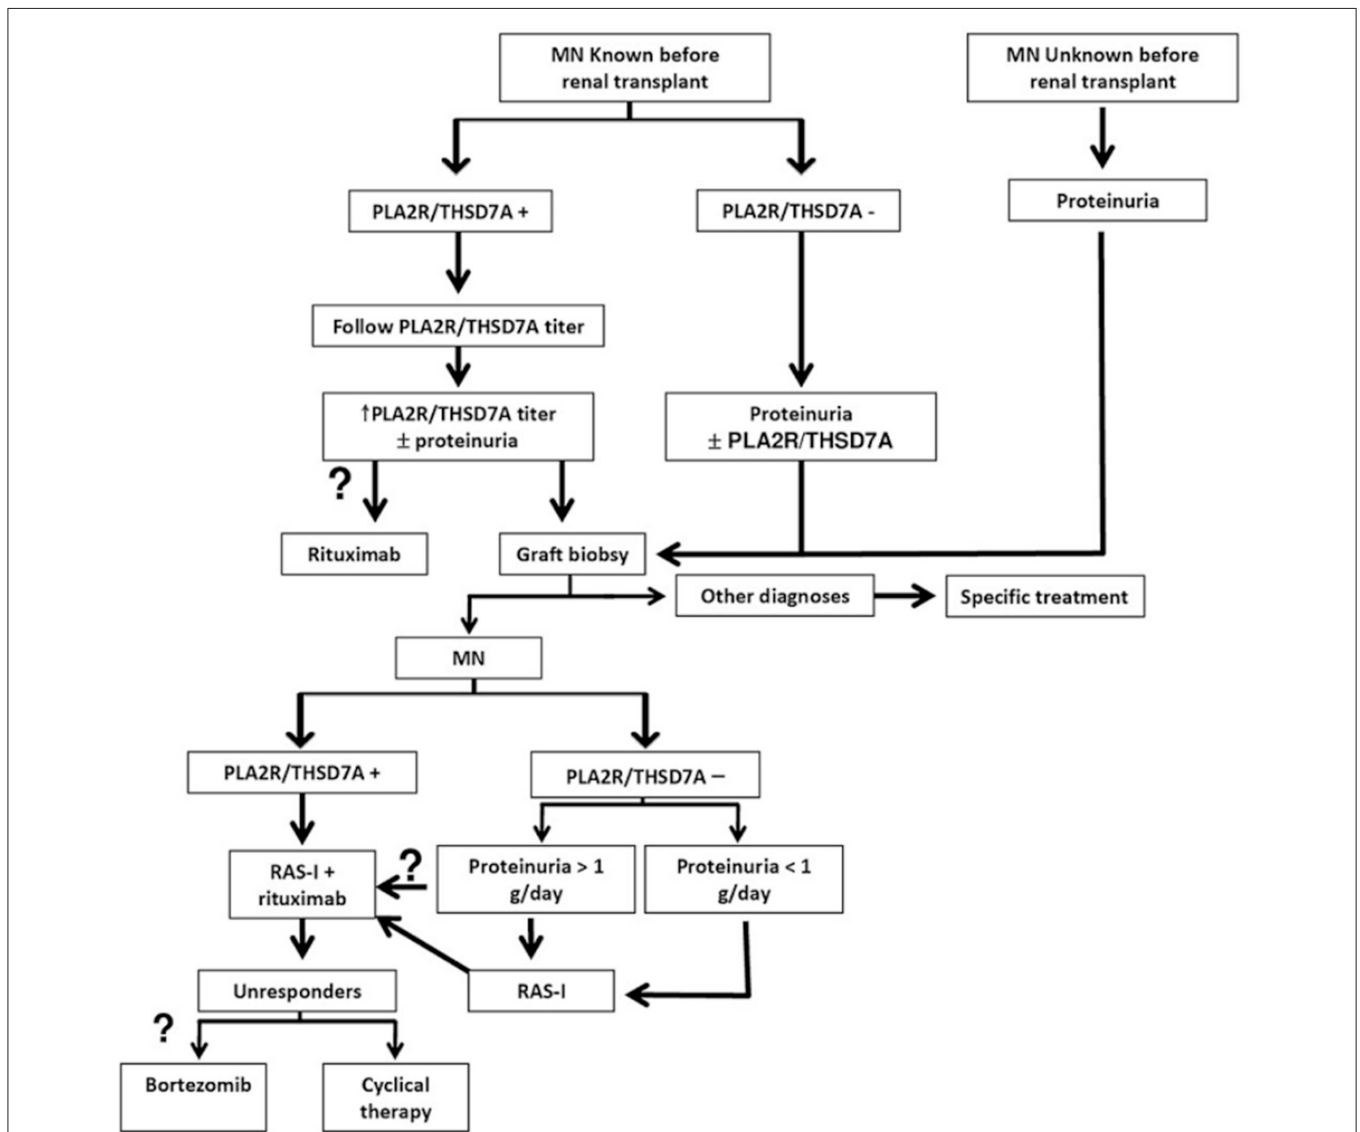 MN Known before
renal transplant
MN Unknown before
renal transplant
PLA2R/THSD7A +
PLA2R/THSD7A -
Proteinuria
Follow PLA2R/THSD7A titer
↑PLA2R/THSD7A titer
± proteinuria
Proteinuria
± PLA2R/THSD7A
?
Rituximab
Graft biobsy
Other diagnoses
Specific treatment
MN
PLA2R/THSD7A +
PLA2R/THSD7A –
RAS-I +
rituximab
?
Proteinuria > 1
g/day
Proteinuria < 1
g/day
Unresponders
RAS-I
?
Bortezomib
Cyclical
therapy